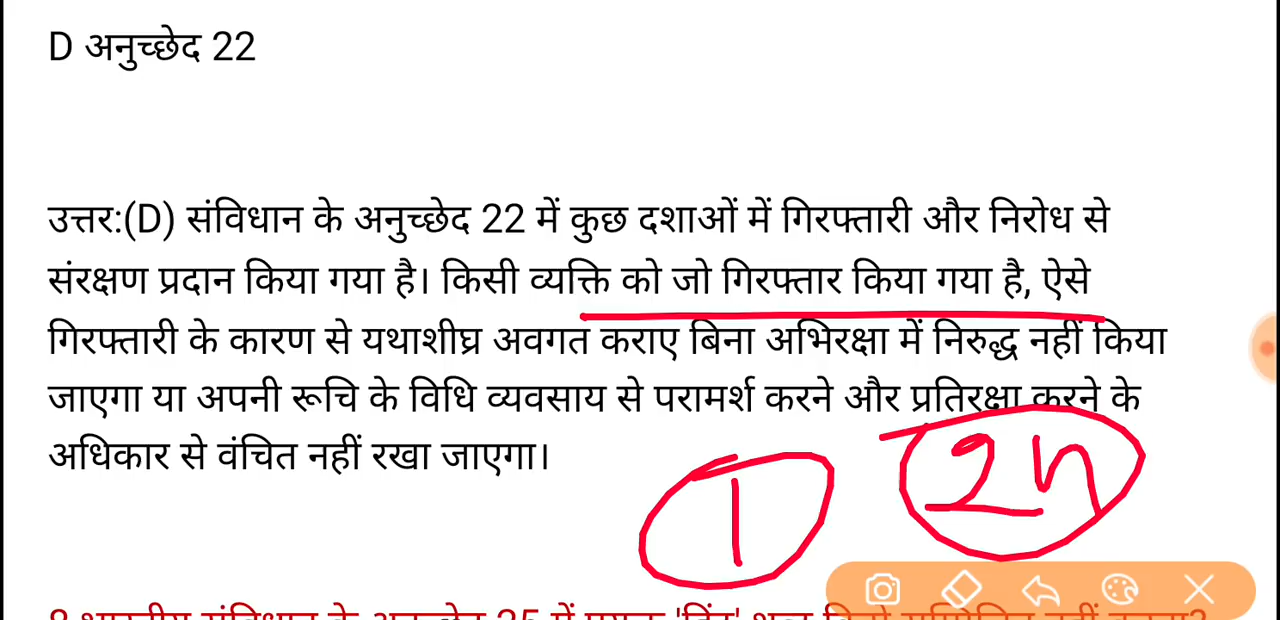 D अनुच्छेद 22
उत्तर:(D) संविधान के अनुच्छेद 22 में कुछ दशाओं में गिरफ्तारी और निरोध से
संरक्षण प्रदान किया गया है। किसी व्यक्ति को जो गिरफ्तार किया गया है, ऐसे
गिरफ्तारी के कारण से यथाशीघ्र अवगत कराए बिना अभिरक्षा में निरुद्ध नहीं किया
जाएगा या अपनी रूचि के विधि व्यवसाय से परामर्श करने और प्रतिरक्षा करने के
अधिकार से वंचित नहीं रखा जाएगा।
1